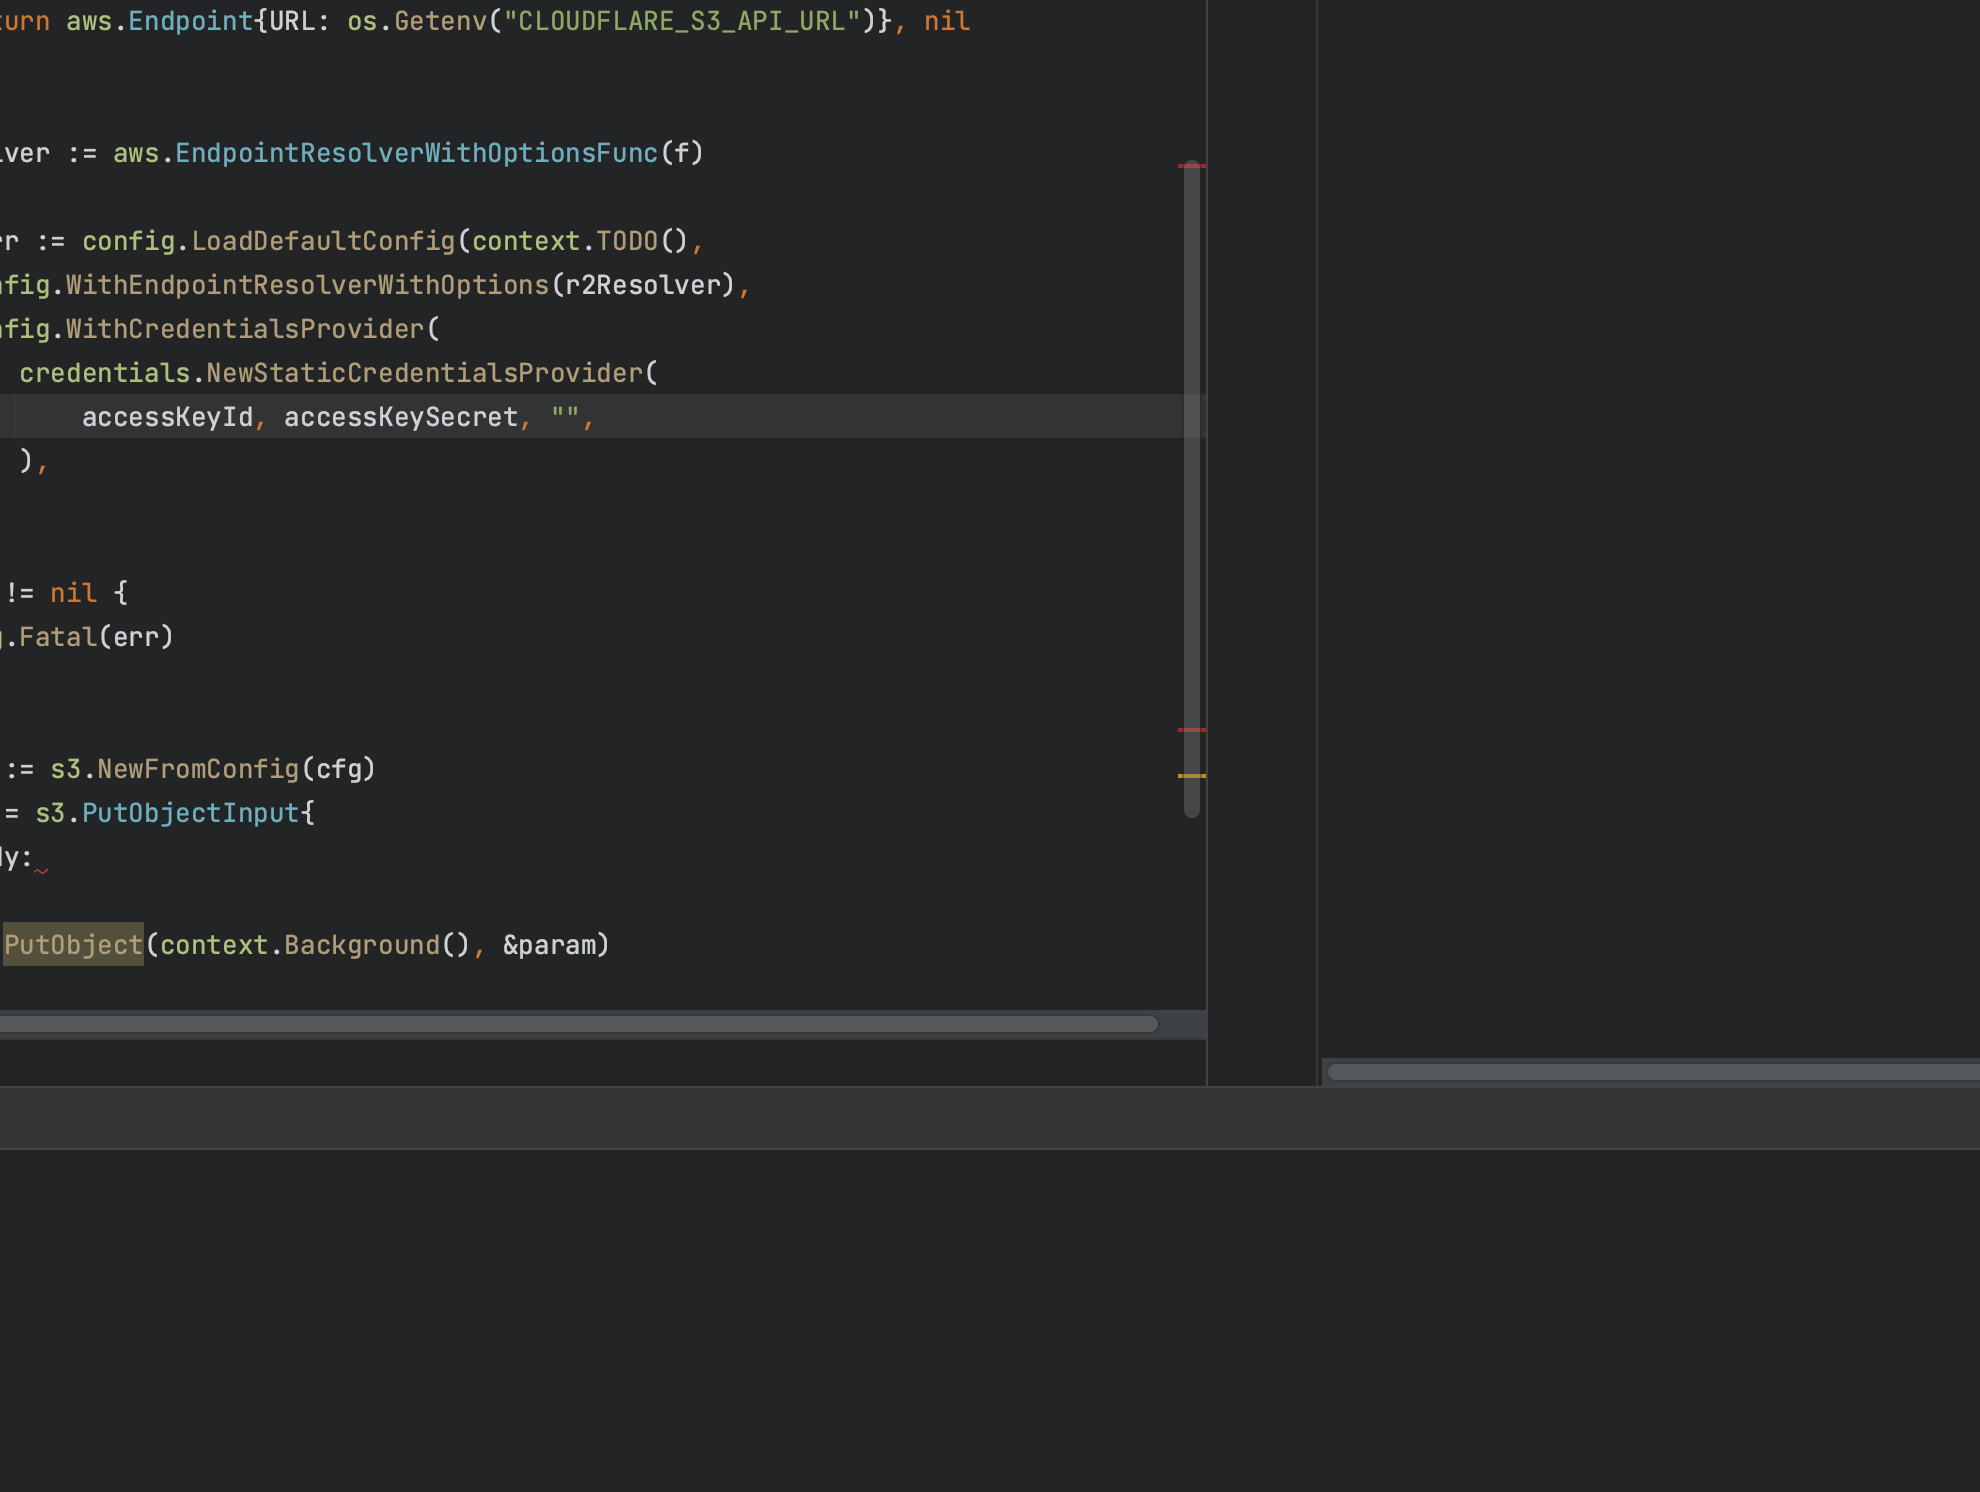 turn aws.Endpoint{URL: os.Getenv("CLOUDFLARE_S3_API_URL")}, nil
lver := aws.EndpointResolverWithOptionsFunc(f)
rr := config.LoadDefaultConfig(context.TODO(),
nfig.WithEndpointResolverWithOptions(r2Resolver),
nfig.WithCredentialsProvider(
credentials.NewStaticCredentialsProvider(
accessKeyId, accessKeySecret, "",
),
!= nil {
g.Fatal(err)
:= s3.NewFromConfig(cfg)
= s3.PutObjectInput{
dy:
PutObject(context.Background(), &param)